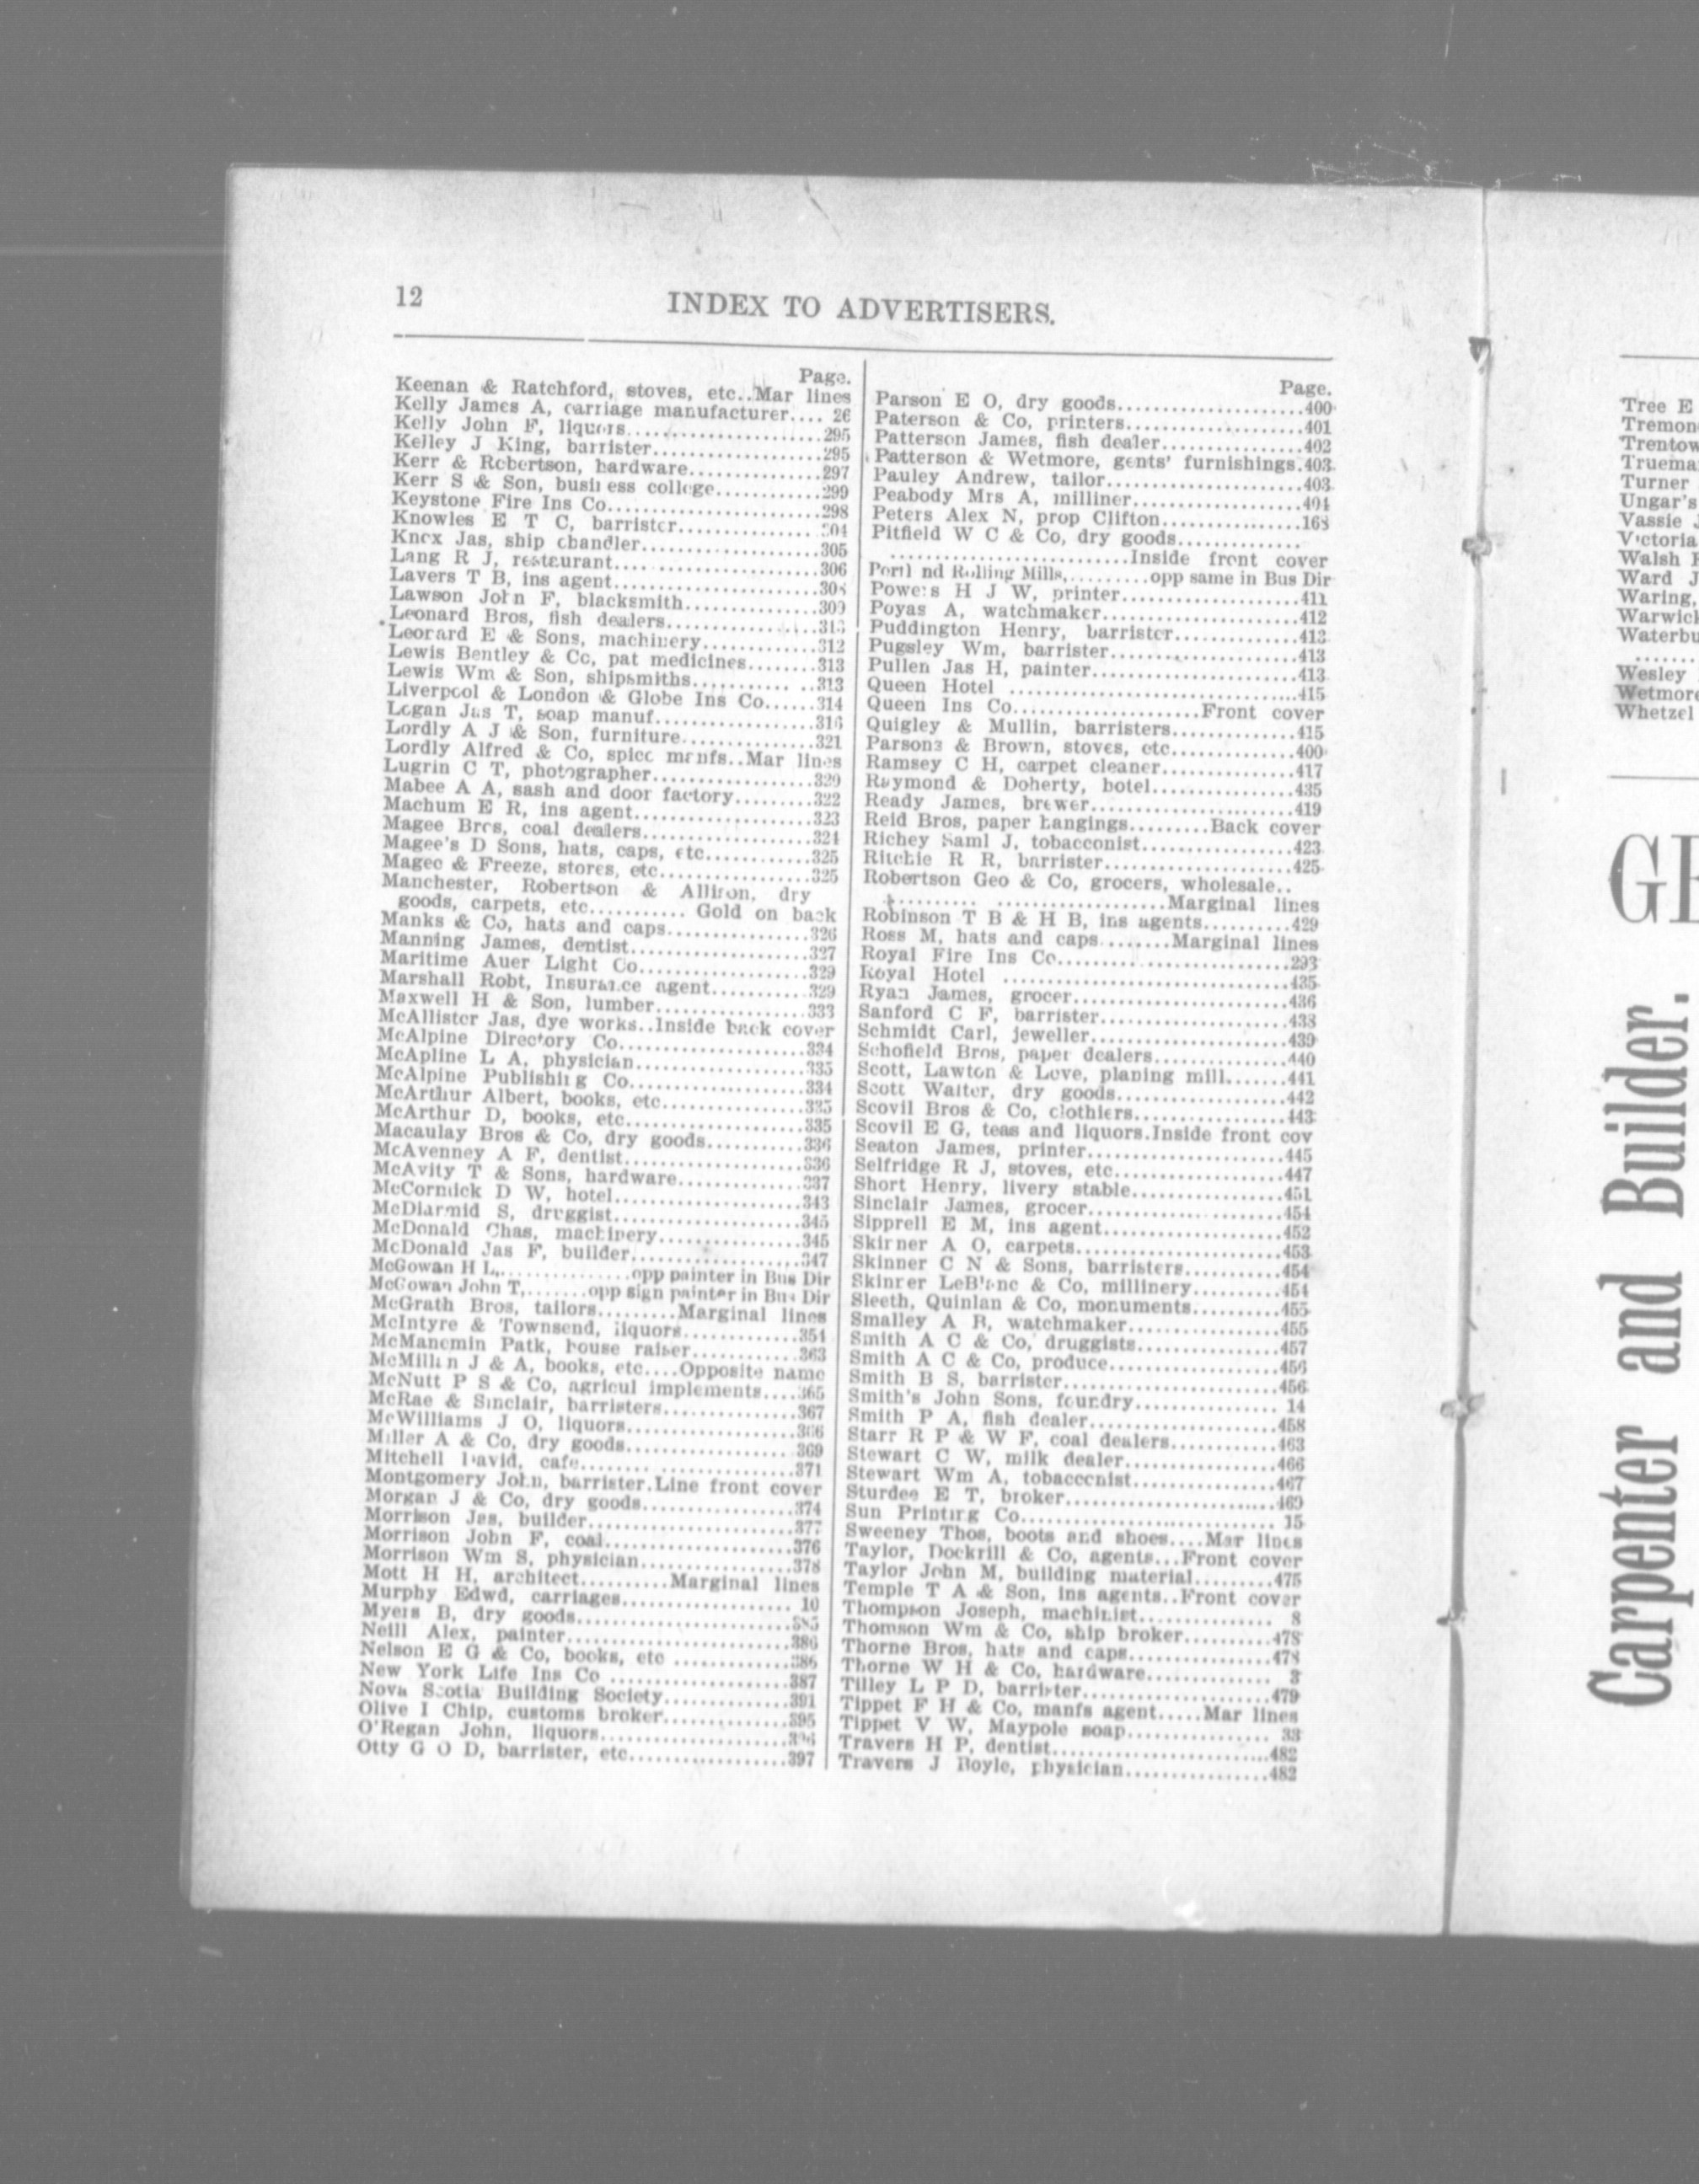 12
INDEX TO ADVERTISERS.
Page.
Keenan & Ratchford, stoves, etc..Mar lines
Kelly James A, carriage manufacturer.... 26
Kelly John F, liquors........................295
Kelley J King, barrister....................295
Kerr & Robertson, hardware...............297
Kerr S & Son, business college............299
Keystone Fire Ins Co........................298
Knowles E T C, barrister................304
Knox Jas, ship chandler....................305
Lang R J, restaurant.......................306
Lavers T B, ins agent.......................308
Lawson John F, blacksmith...............309
Leonard Bros, fish dealers.................
Leonard E & Sons, machinery.............312
Lewis Bentley & Co, pat medicines........313
Lewis Wm & Son, shipsmiths..............313
Liverpool & London & Globe Ins Co......314
Logan Jas T, soap manuf..................316
Lordly A J & Son, furniture...............321
Lordly Alfred & Co, spice manfs..Mar lines
Lugrin C T, photographer..................320
Mabee A A, sash and door factory.........322
Machum E R, ins agent....................323
Magee Bros, coal dealers...................324
Magee's D Sons, hats, caps, etc............325
Magee & Freeze, stores, etc................325
Manchester, Robertson & Allison, dry
goods, carpets, etc........... Gold on back
Manks & Co, hats and caps................326
Manning James, dentist....................327
Maritime Auer Light Co...................329
Marshall Robt, Insurance agent...........329
Maxwell H & Son, lumber.................333
McAllister Jas, dye works..Inside back cover
McAlpine Directory Co....................334
McApline L A, physician...................335
McAlpine Publishing Co...................334
McArthur Albert, books, etc...............335
McArthur D, books, etc....................335
Macaulay Bros & Co, dry goods..........336
McAvenney A F, dentist...................336
McAvity T & Sons, hardware.............337
McCormick D W, hotel....................343
McDiarmid S, druggist.....................345
McDonald Chas, machinery...............345
McDonald Jas F, builder..................347
McGowan H L,...............opp painter in Bus Dir
McGowan John T,.......opp sign painter in Bus Dir
McGrath Bros, tailors.........Marginal lines
McIntyre & Townsend, liquors............354
McManemin Patk, house raiser...........363
McMillan J & A, books, etc....Opposite name
McNutt P S & Co, agricul implements....365
McRae & Sinclair, barristers..............367
McWilliams J O, liquors...................366
Miller A & Co, dry goods..................369
Mitchell David, cafe........................371
Montgomery John, barrister.Line front cover
Morgan J & Co, dry goods................374
Morrison Jas, builder.......................377
Morrison John F, coal.....................376
Morrison Wm S, physician................378
Mott H H, architect..........Marginal lines
Murphy Edwd, carriages.................. 10
Myers B, dry goods........................385
Neill Alex, painter..........................386
Nelson E G & Co, books, etc .............386
New York Life Ins Co .....................387
Nova Scotia Building Society..............391
Olive I Chip, customs broker..............395
O'Regan John, liquors.....................396
Otty G O D, barrister, etc..................397
Page.
Parson E O, dry goods.....................400
Paterson & Co, printers....................401
Patterson James, fish dealer...............402
Patterson & Wetmore, gents' furnishings.403
Pauley Andrew, tailor......................403
Peabody Mrs A, milliner...................404
Peters Alex N, prop Clifton...............168
Pitfield W C & Co, dry goods..............
............................Inside front cover
Portl nd Rolling Mills,.........opp same in Bus Dir
Powers H J W, printer....................411
Poyas A, watchmaker......................412
Puddington Henry, barrister..............413
Pugsley Wm, barrister.....................413
Pullen Jas H, painter.......................413
Queen Hotel ................................415
Queen Ins Co.....................Front cover
Quigley & Mullin, barristers..............415
Parsons & Brown, stoves, etc..............400
Ramsey C H, carpet cleaner...............417
Raymond & Doherty, hotel................435
Ready James, brewer.......................419
Reid Bros, paper hangings.........Back cover
Richey Saml J, tobacconist.................423
Ritchie R R, barrister......................425
Robertson Geo & Co, grocers, wholesale..
..............................Marginal lines
Robinson T B & H B, ins agents..........429
Ross M, hats and caps........Marginal lines
Royal Fire Ins Co..........................293
Royal Hotel ................................435
Ryan James, grocer........................436
Sanford C F, barrister.....................438
Schmidt Carl, jeweller......................439
Schofield Bros, paper dealers..............440
Scott, Lawton & Love, planing mill.......441
Scott Walter, dry goods....................442
Scovil Bros & Co, clothiers................443
Scovil E G, teas and liquors.Inside front cov
Seaton James, printer......................445
Selfridge R J, stoves, etc...................447
Short Henry, livery stable.................451
Sinclair James, grocer......................454
Sipprell E M, ins agent....................452
Skinner A O, carpets.......................453
Skinner C N & Sons, barristers............454
Skinner LeBlanc & Co, millinery..........454
Sleeth, Quinlan & Co, monuments........455
Smalley A B, watchmaker.................455
Smith A C & Co, druggists................457
Smith A C & Co, produce..................456
Smith B S, barrister........................456
Smith's John Sons, foundry............... 14
Smith P A, fish dealer......................458
Starr R P & W F, coal dealers............463
Stewart C W, milk dealer.................466
Stewart Wm A, tobacconist................467
Sturdee E T, broker........................469
Sun Printing Co............................ 15
Sweeney Thos, boots and shoes....Mar lines
Taylor, Dockrill & Co, agents...Front cover
Taylor John M, building material.........475
Temple T A & Son, ins agents..Front cover
Thompson Joseph, machinist............... 8
Thomson Wm & Co, ship broker..........478
Thorne Bros, hats and caps................478
Thorne W H & Co, hardware............. 3
Tilley L P D, barrister.....................479
Tippet F H & Co, manfs agent.....Mar lines
Tippet V W, Maypole soap................ 33
Travers H P, dentist........................482
Travers J Boyle, physician.................482
Tree E
Tremon
Trentow
Truema
Turner
Ungar's
Vassie J
Victoria
Walsh
Ward J
Waring,
Warwick
Waterbu
.......
Wesley
Wetmore
Whetzel
GE
Carpenter and Builder.